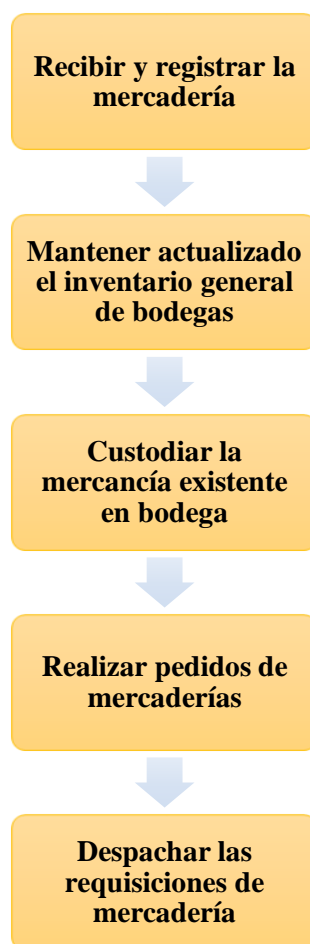 Recibir y registrar la
mercadería
Mantener actualizado
el inventario general
de bodegas
Custodiar la
mercancía existente
en bodega
Realizar pedidos de
mercaderías
Despachar las
requisiciones de
mercadería